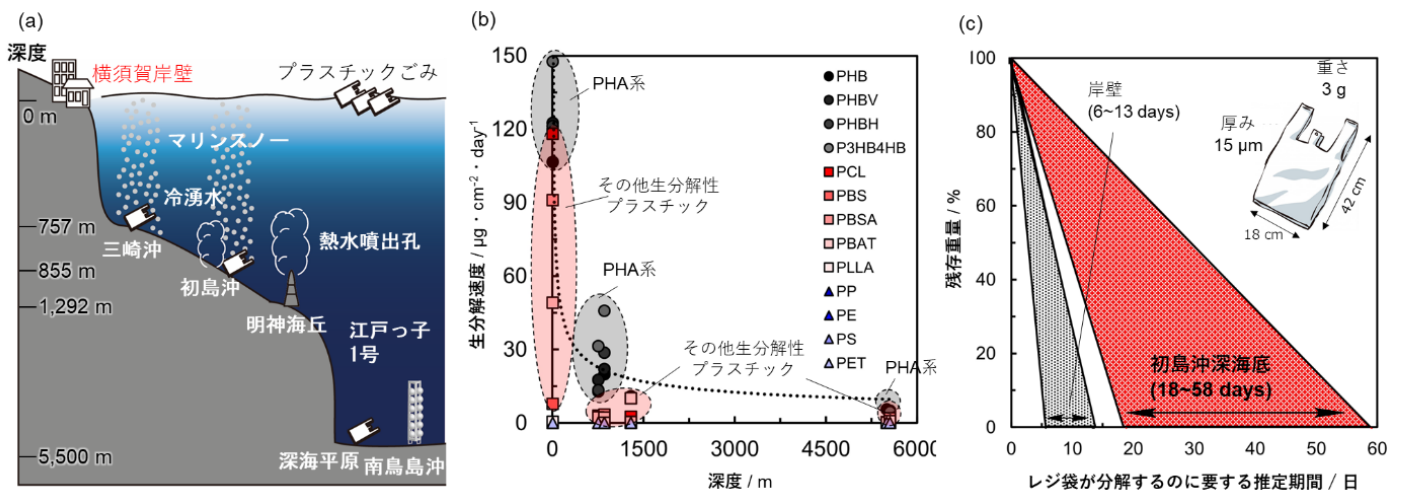 (a)
深度
横須賀岸壁
プラスチックごみ
0 m
マリンスノー
冷湧水
757 m
三崎沖
熱水噴出孔
855 m
初島沖
1,292 m
明神海丘
江戸っ子
1号
深海平原
南鳥島沖
5,500 m
(b)
生分解速度 / μg・cm⁻²・day⁻¹
150
120
90
60
30
0
PHA系
その他生分解性
プラスチック
PHA系
その他生分解性
プラスチック
PHA系
PHB
PHBV
PHBH
P3HB4HB
PCL
PBS
PBSA
PBAT
PLLA
PP
PE
PS
PET
0
1500
3000
4500
6000
深度 / m
(c)
残存重量 / %
100
80
60
40
20
0
岸壁
(6~13 days)
重さ
3 g
厚み
15 μm
18 cm
42 cm
初島沖深海底
(18~58 days)
0
10
20
30
40
50
60
レジ袋が分解するのに要する推定期間 / 日